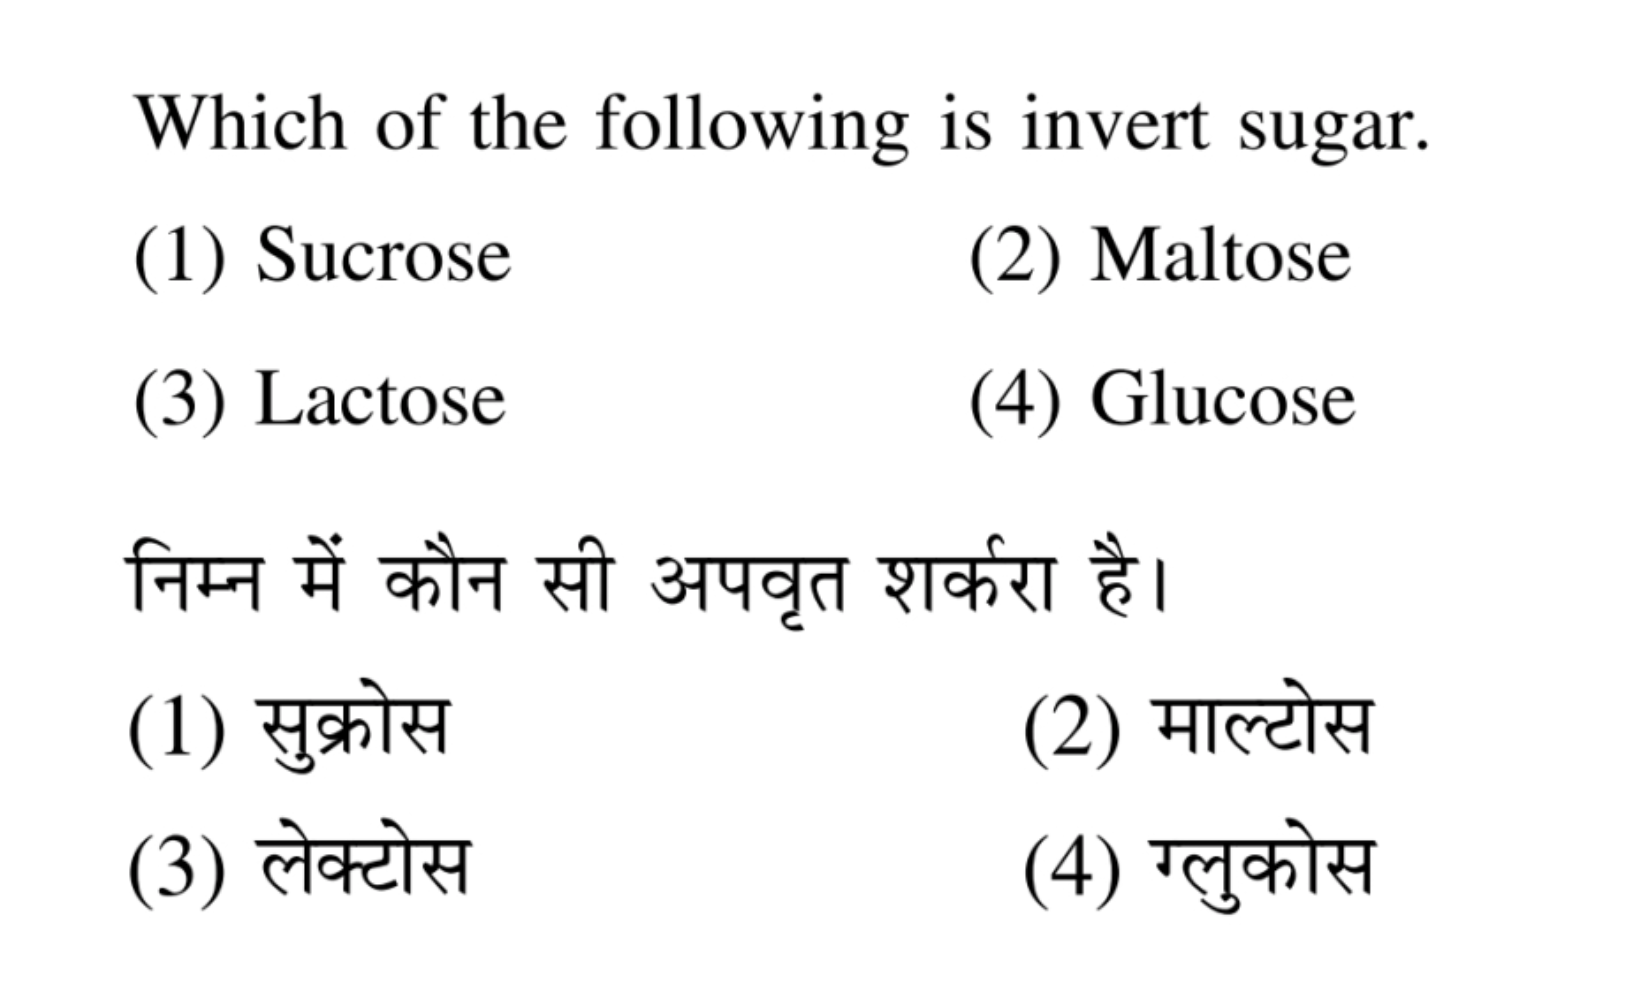 Which of the following is invert sugar.
(1) Sucrose (2) Maltose
(3) Lactose (4) Glucose
निम्न में कौन सी अपवृत शर्करा है।
(1) सुक्रोस (2) माल्टोस
(3) लेक्टोस (4) ग्लुकोस